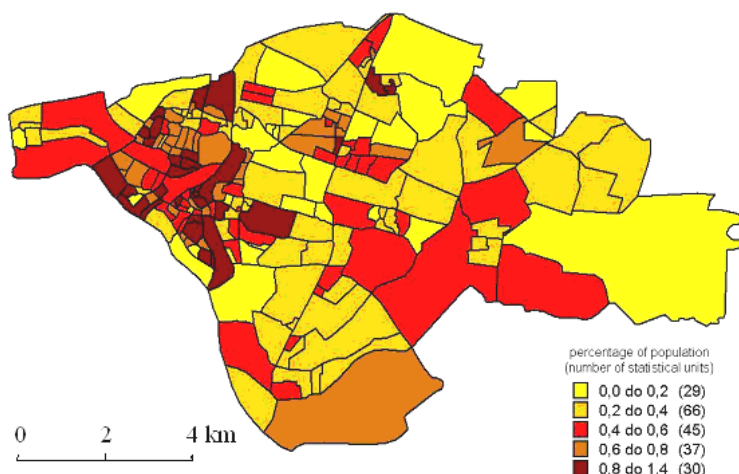 percentage of population
(number of statistical units)
0,0 do 0,2 (29)
0,2 do 0,4 (66)
0,4 do 0,6 (45)
0,6 do 0,8 (37)
0,8 do 1,4 (30)
0 2 4 km